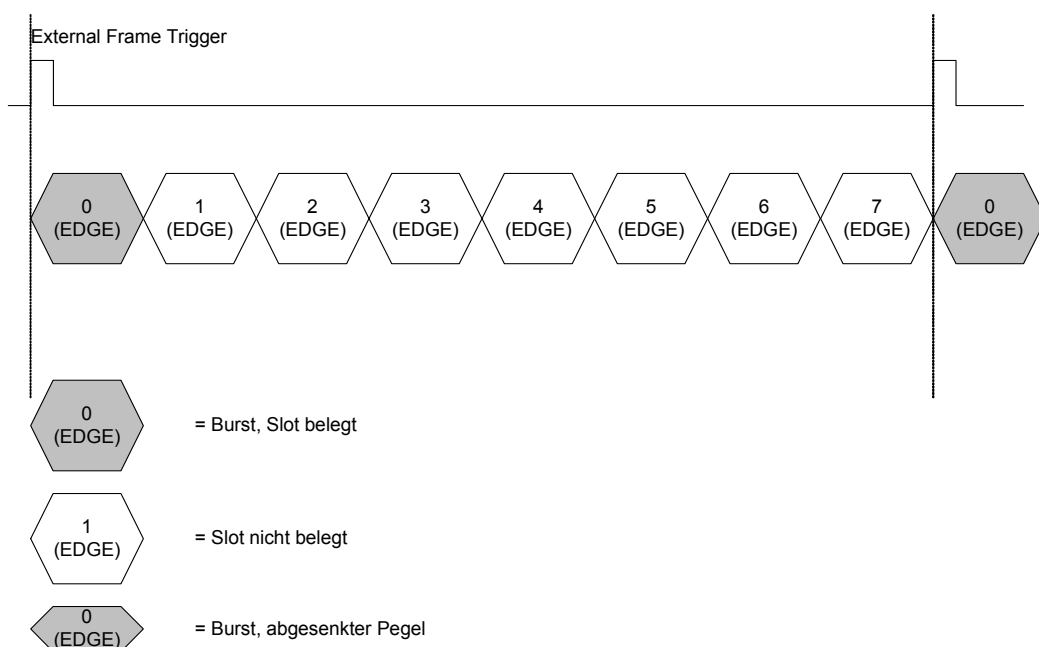 External Frame Trigger
0
(EDGE)
1
(EDGE)
2
(EDGE)
3
(EDGE)
4
(EDGE)
5
(EDGE)
6
(EDGE)
7
(EDGE)
0
(EDGE)
0
(EDGE)
= Burst, Slot belegt
1
(EDGE)
= Slot nicht belegt
0
(EDGE)
= Burst, abgesenkter Pegel